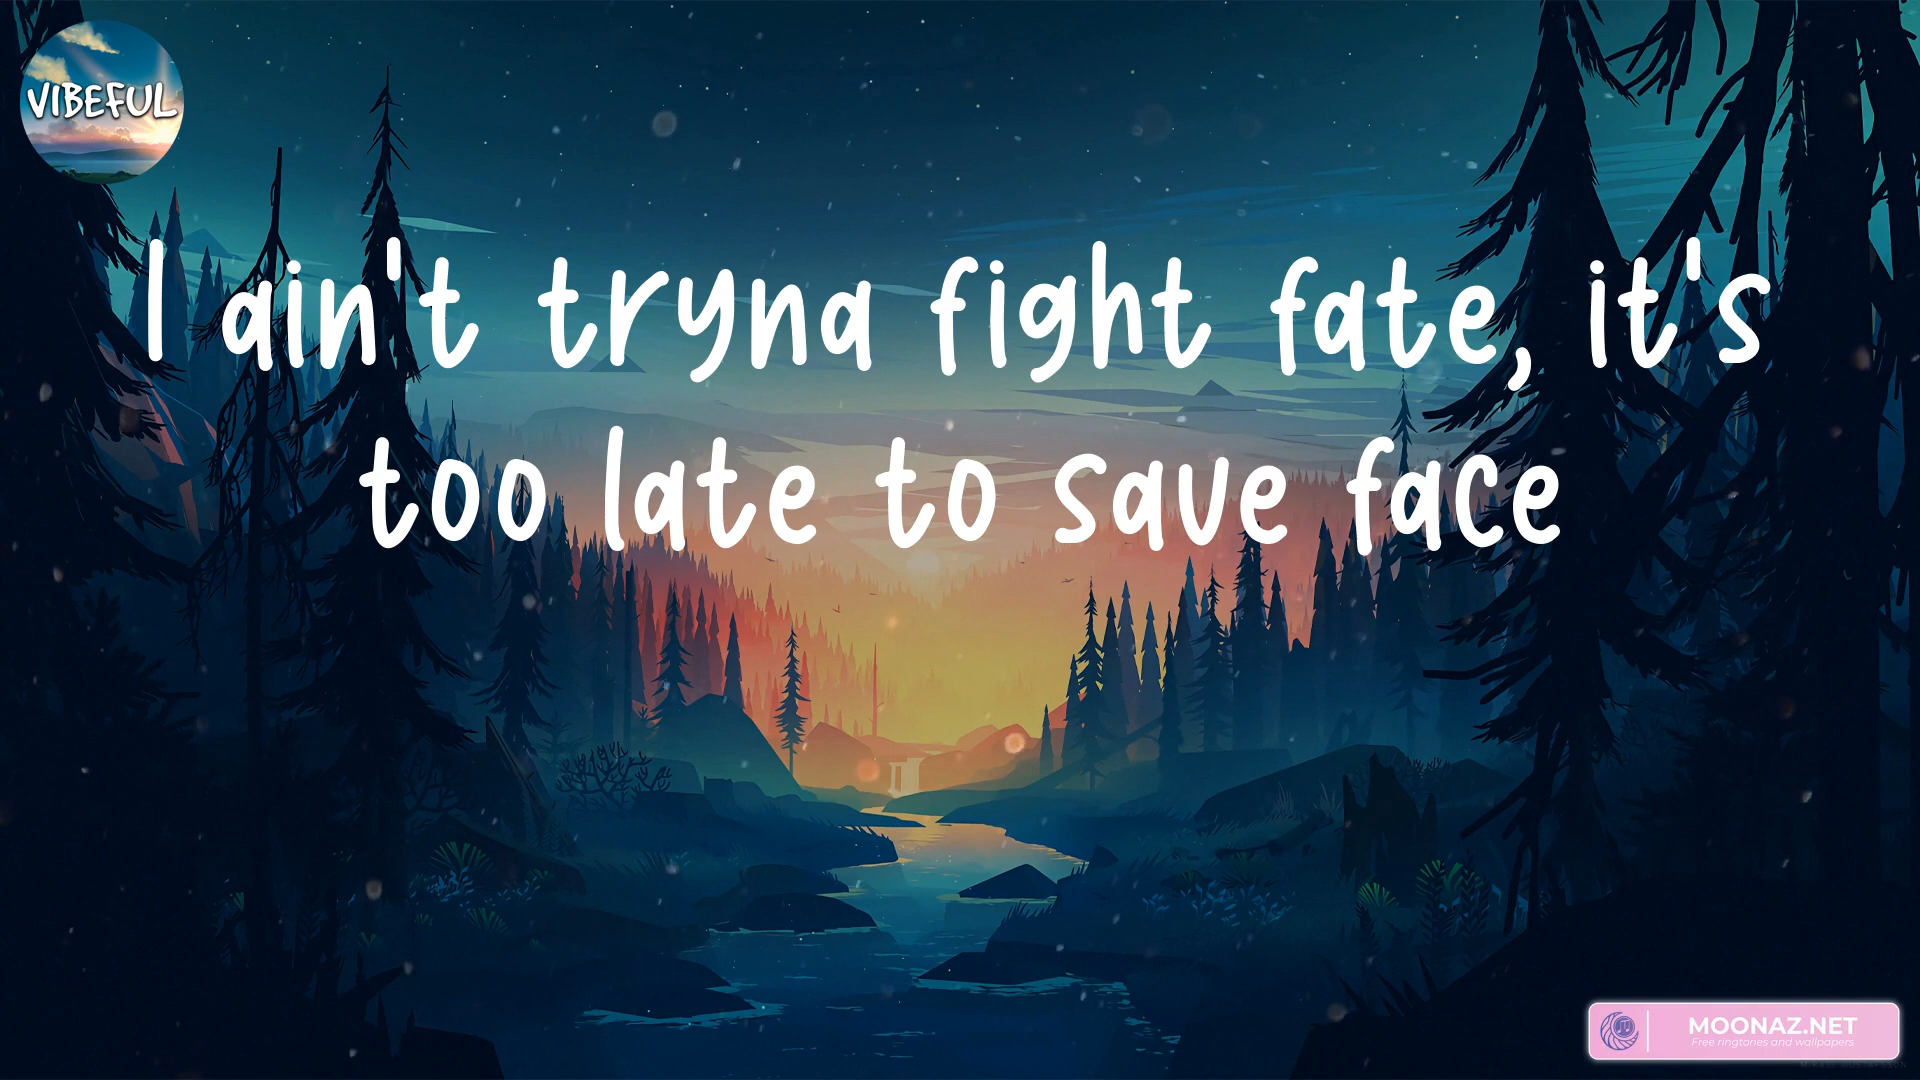 VIBEFUL
I ain't tryna fight fate, it's
too late to save face
MOONAZ.NET
Free ringtones and wallpapers